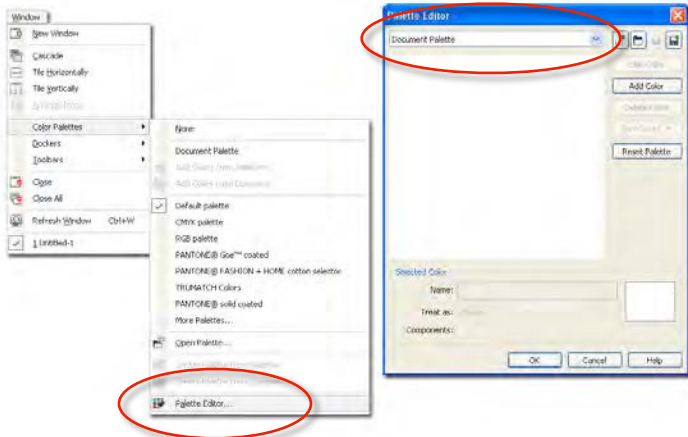 Window
New Window
Cascade
Tile Horizontally
Tile Vertically
Color Palettes
Dockers
Toolbars
Close
Close All
Refresh Window Ctrl+W
1 Untitled-1
None
Document Palette
Default palette
CMYK palette
RGB palette
PANTONE® Goe™ coated
PANTONE® FASHION + HOME cotton selector
TRUMATCH Colors
PANTONE® solid coated
More Palettes...
Open Palette...
Palette Editor...
Palette Editor
Document Palette
Add Color
Reset Palette
Selected Color
Name:
Treat as:
Components:
OK Cancel Help